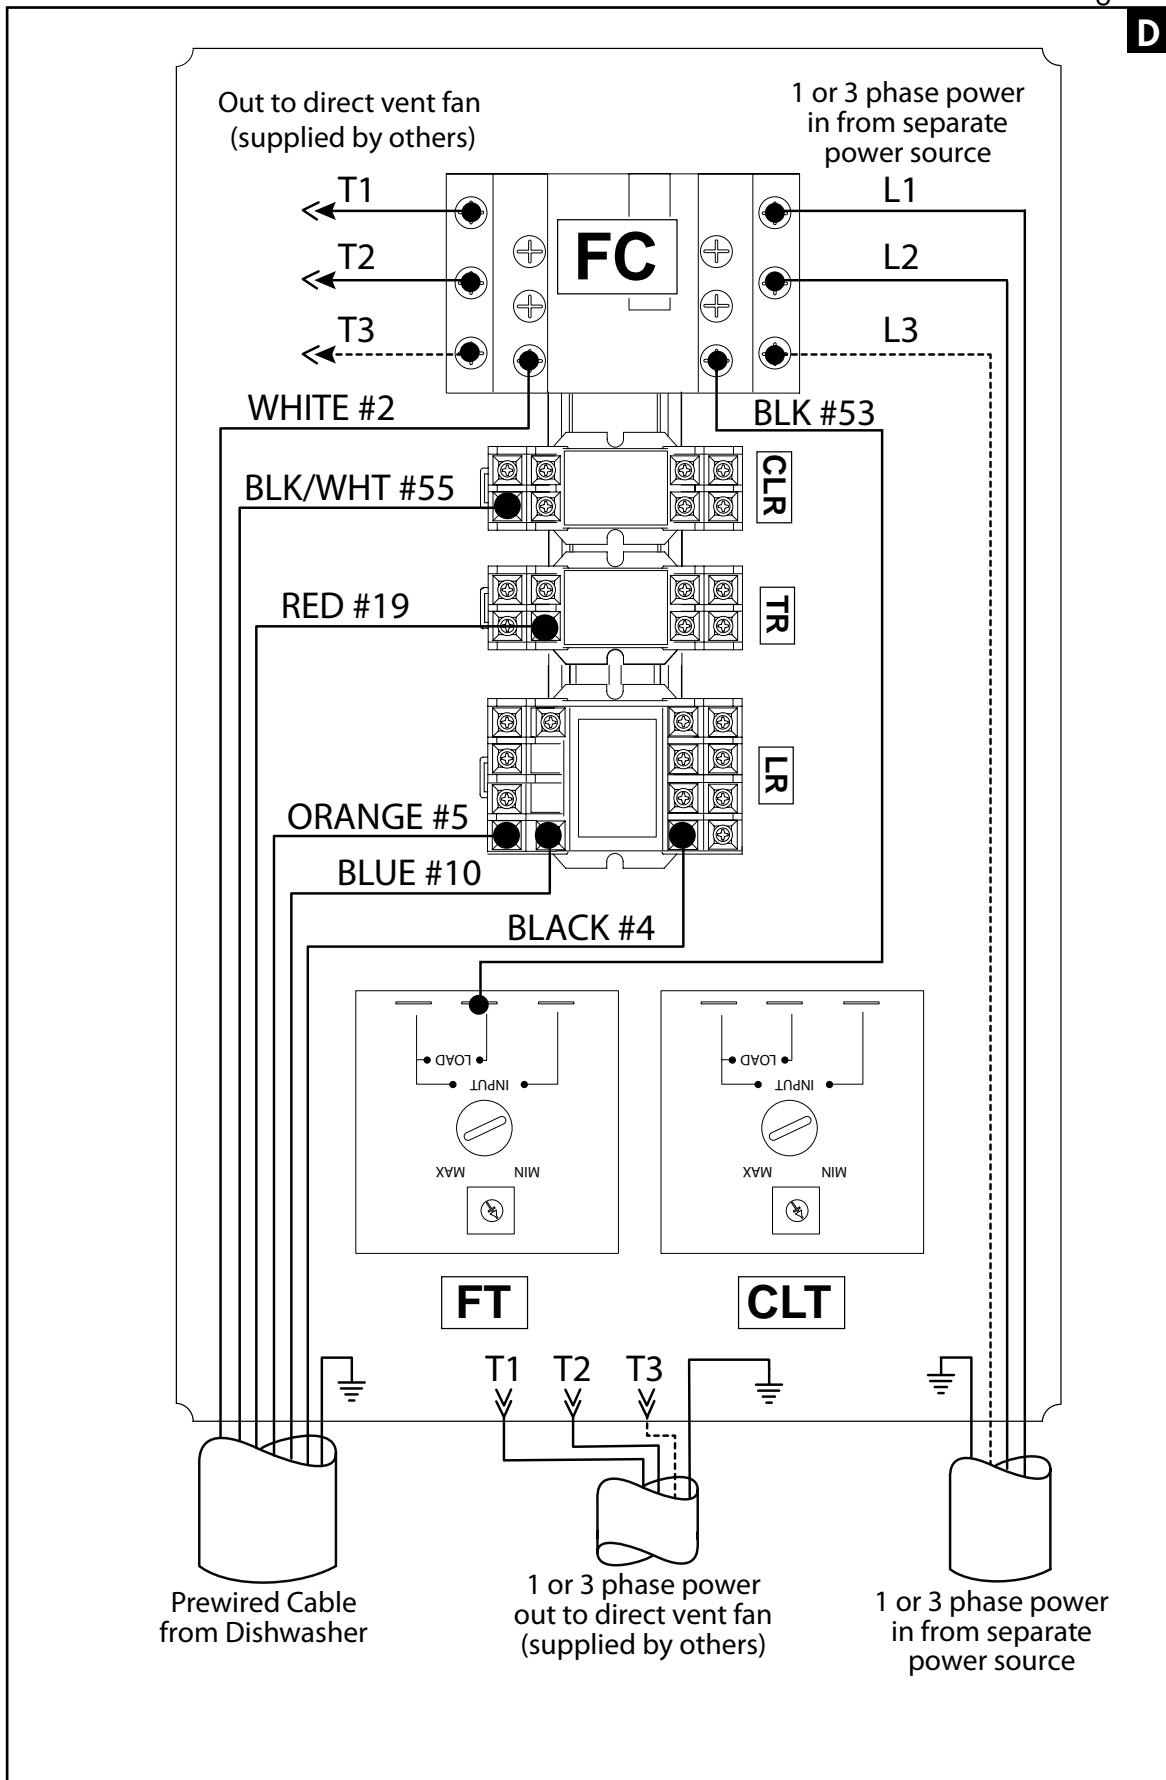 D
Out to direct vent fan
(supplied by others)
1 or 3 phase power
in from separate
power source
T1
L1
FC
T2
L2
T3
L3
WHITE #2
BLK #53
CLR
BLK/WHT #55
RED #19
TR
LR
ORANGE #5
BLUE #10
BLACK #4
LOAD
INPUT
MAX
MIN
LOAD
INPUT
MAX
MIN
FT
CLT
T1
T2
T3
Prewired Cable
from Dishwasher
1 or 3 phase power
out to direct vent fan
(supplied by others)
1 or 3 phase power
in from separate
power source